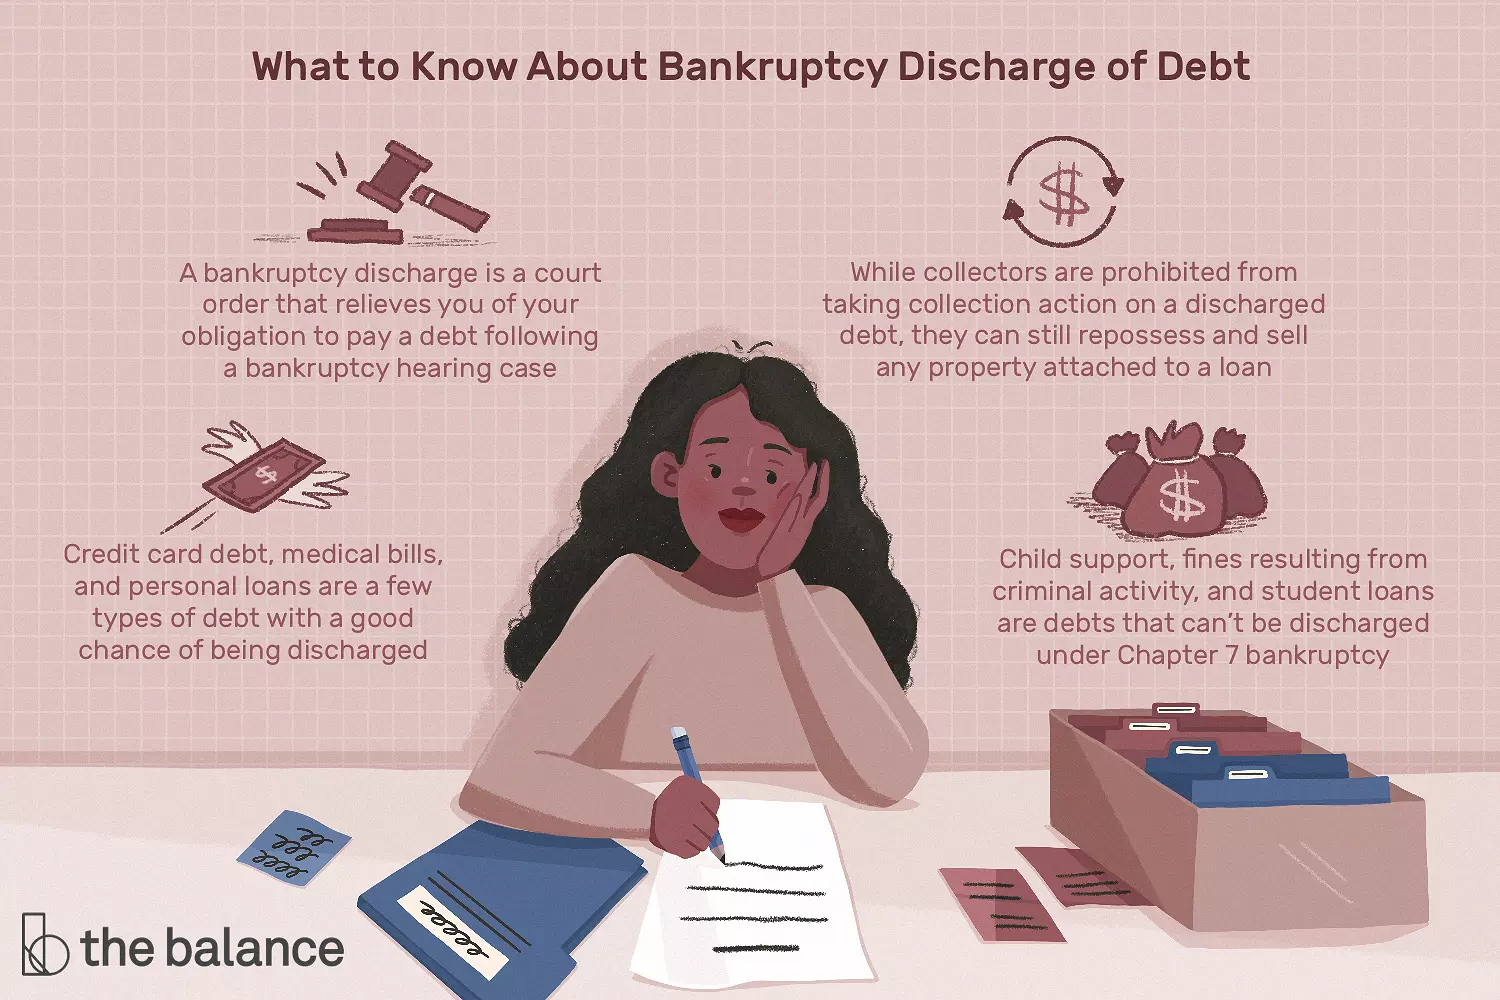 What to Know About Bankruptcy Discharge of Debt
A bankruptcy discharge is a court
order that relieves you of your
obligation to pay a debt following
a bankruptcy hearing case
While collectors are prohibited from
taking collection action on a discharged
debt, they can still repossess and sell
any property attached to a loan
Credit card debt, medical bills,
and personal loans are a few
types of debt with a good
chance of being discharged
Child support, fines resulting from
criminal activity, and student loans
are debts that can't be discharged
under Chapter 7 bankruptcy
the balance